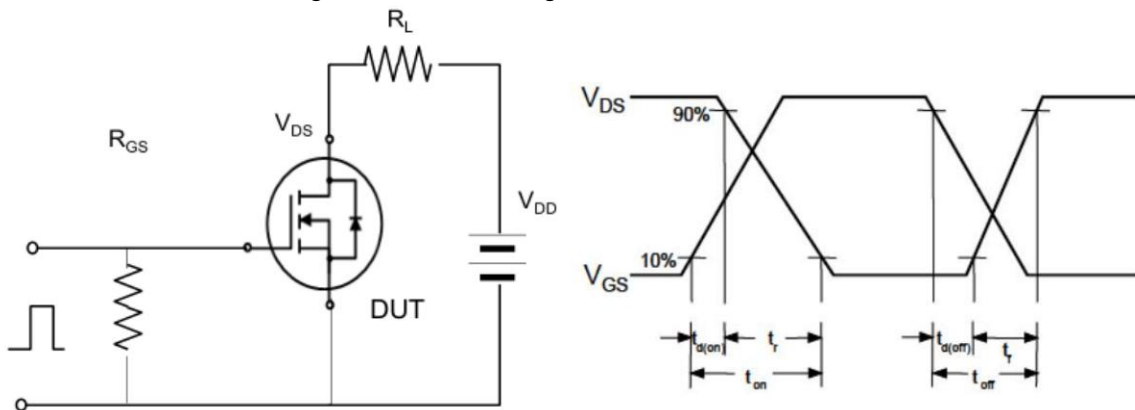 R_L
V_DS
R_GS
V_DD
DUT
V_DS
90%
10%
V_GS
t_d(on) t_r t_d(off) t_f
t_on t_off